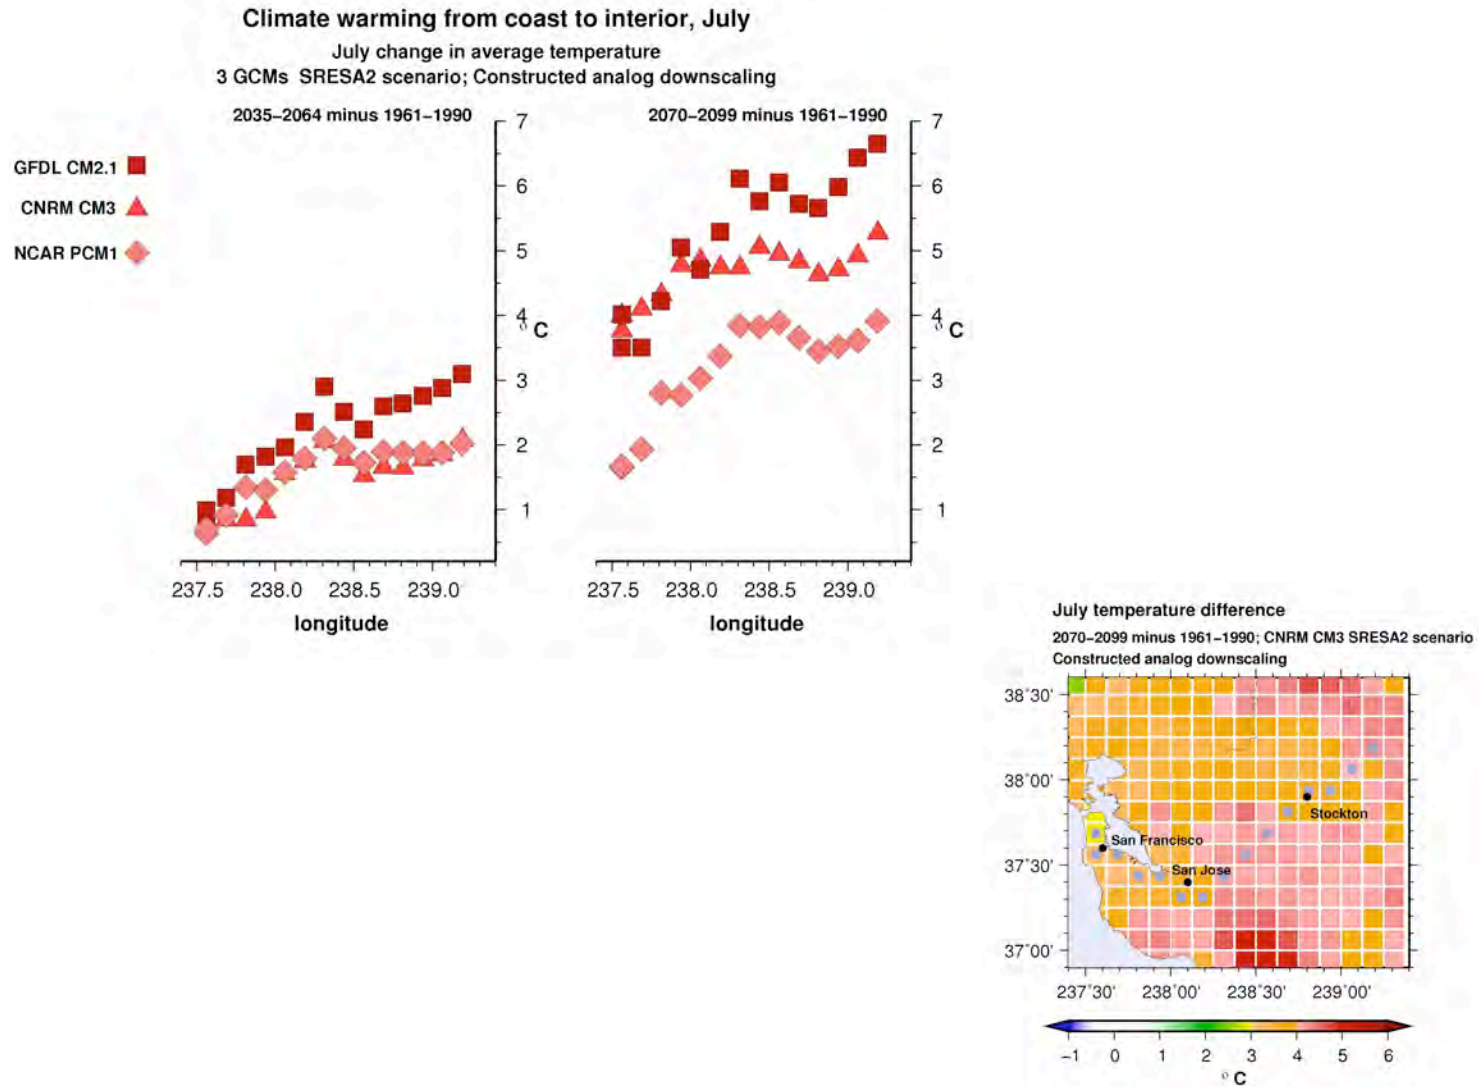 Climate warming from coast to interior, July
July change in average temperature
3 GCMs SRESA2 scenario; Constructed analog downscaling
2035−2064 minus 1961−1990
2070−2099 minus 1961−1990
GFDL CM2.1
CNRM CM3
NCAR PCM1
7
6
5
4
° C
3
2
1
237.5 238.0 238.5 239.0
longitude
7
6
5
4
° C
3
2
1
237.5 238.0 238.5 239.0
longitude
July temperature difference
2070−2099 minus 1961−1990; CNRM CM3 SRESA2 scenario
Constructed analog downscaling
38°30'
38°00'
37°30'
37°00'
Stockton
San Francisco
San Jose
237°30' 238°00' 238°30' 239°00'
−1 0 1 2 3 4 5 6
° C